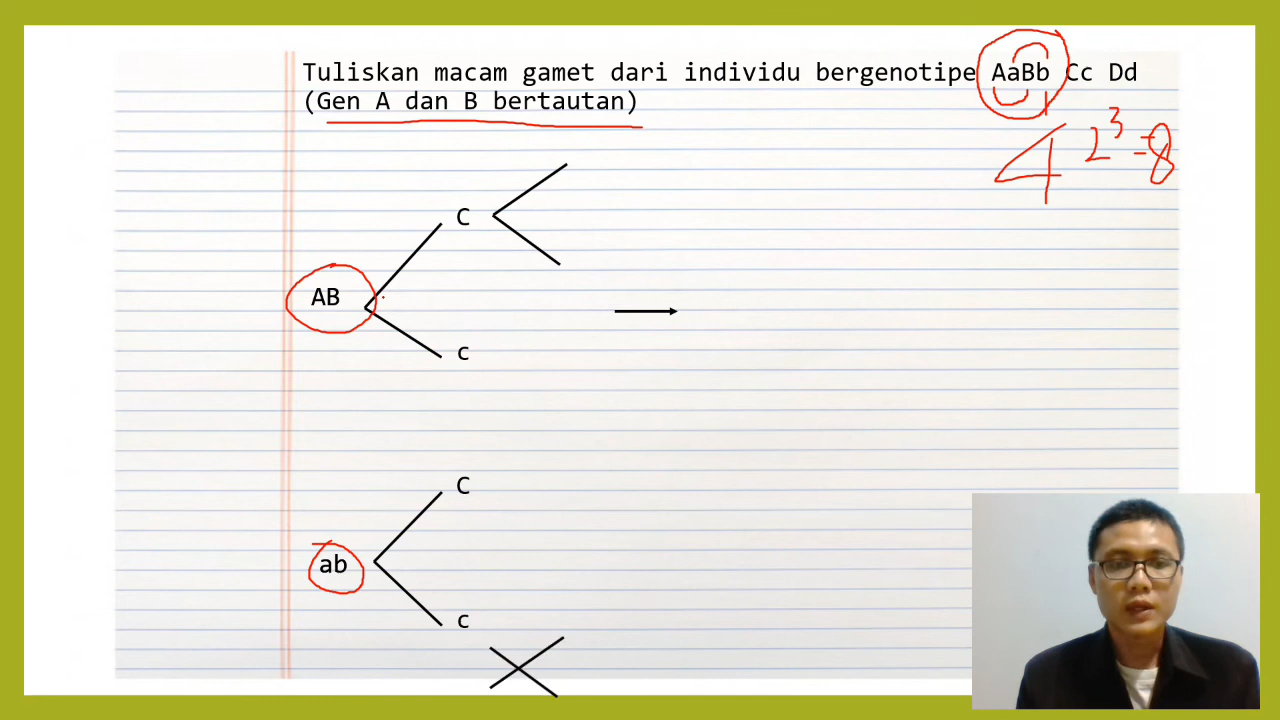 Tuliskan macam gamet dari individu bergenotipe AaBb Cc Dd
(Gen A dan B bertautan)
4 2³=8
C
AB
c
C
ab
c